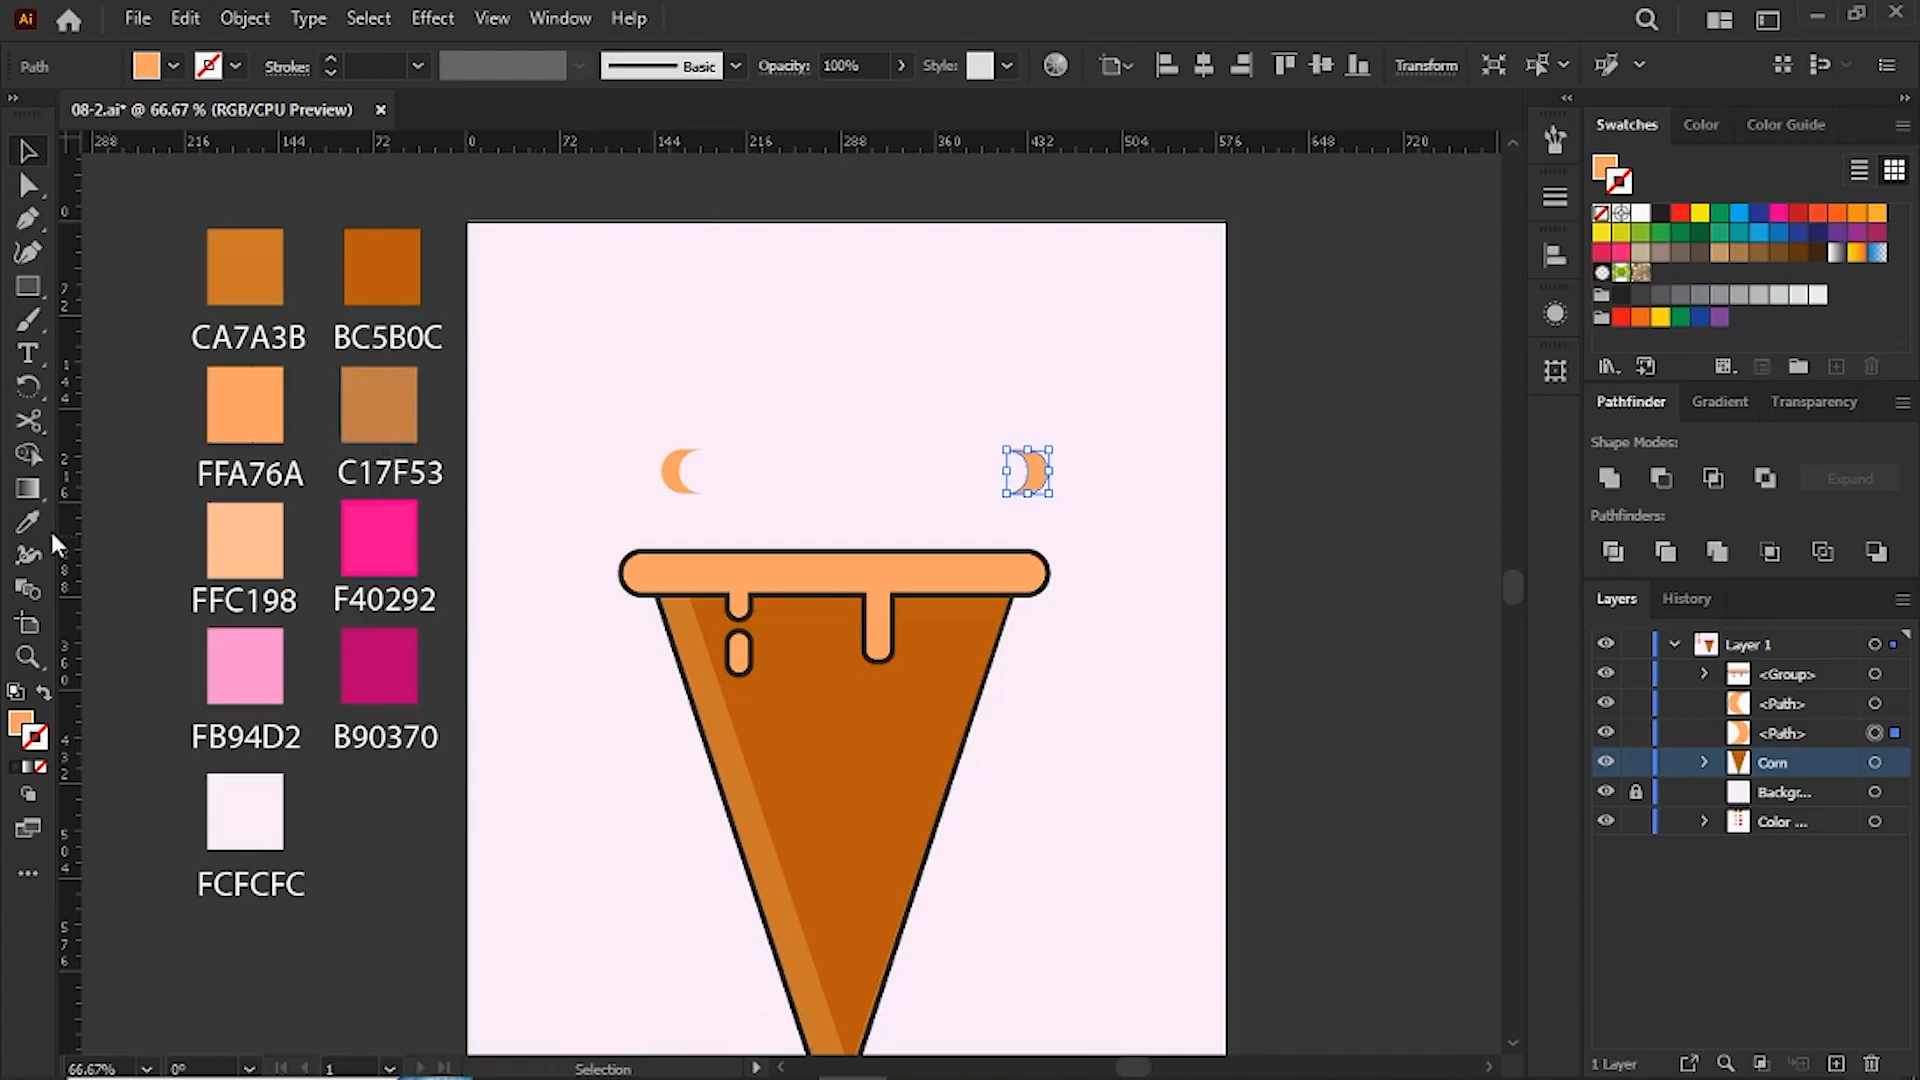 Ai File Edit Object Type Select Effect View Window Help
Path Stroke: Basic Opacity: 100% Style: Transform
08-2.ai* @ 66.67 % (RGB/CPU Preview) ×
288 216 144 72 0 72 144 216 288 360 432 504 576 648 720
Swatches Color Color Guide
CA7A3B BC5B0C
FFA76A C17F53
FFC198 F40292
FB94D2 B90370
FCFCFC
Pathfinder Gradient Transparency
Shape Modes:
Expand
Pathfinders:
Layers History
Layer 1
<Group>
<Path>
<Path>
Corn
Backgr...
Color ...
66.67% 0° 1 Selection 1 Layer